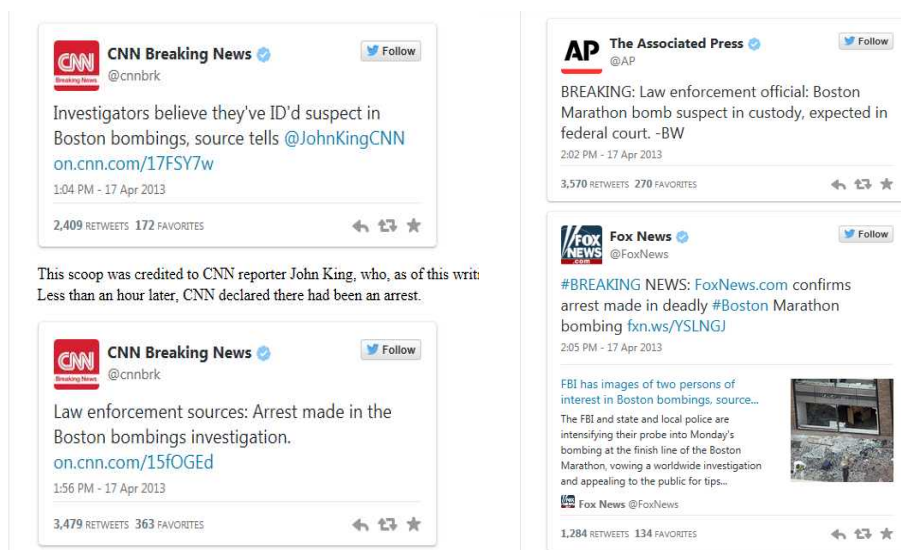 CNN Breaking News
Follow
CNN
Breaking News
@cnnbrk
Investigators believe they've ID'd suspect in
Boston bombings, source tells @JohnKingCNN
on.cnn.com/17FSY7w
1:04 PM - 17 Apr 2013
2,409 RETWEETS 172 FAVORITES
This scoop was credited to CNN reporter John King, who, as of this
Less than an hour later, CNN declared there had been an arrest.
CNN Breaking News
Follow
CNN
Breaking News
@cnnbrk
Law enforcement sources: Arrest made in the
Boston bombings investigation.
on.cnn.com/15fOGEd
1:56 PM - 17 Apr 2013
3,479 RETWEETS 363 FAVORITES
AP
The Associated Press
Follow
@AP
BREAKING: Law enforcement official: Boston
Marathon bomb suspect in custody, expected in
federal court. -BW
2:02 PM - 17 Apr 2013
3,570 RETWEETS 270 FAVORITES
FOX
NEWS
.com
Fox News
Follow
@FoxNews
#BREAKING NEWS: FoxNews.com confirms
arrest made in deadly #Boston Marathon
bombing fxn.ws/YSLNGJ
2:05 PM - 17 Apr 2013
FBI has images of two persons of
interest in Boston bombings, source...
The FBI and state and local police are
intensifying their probe into Monday's
bombing at the finish line of the Boston
Marathon, vowing a worldwide investigation
and appealing to the public for tips...
Fox News @FoxNews
1,284 RETWEETS 134 FAVORITES